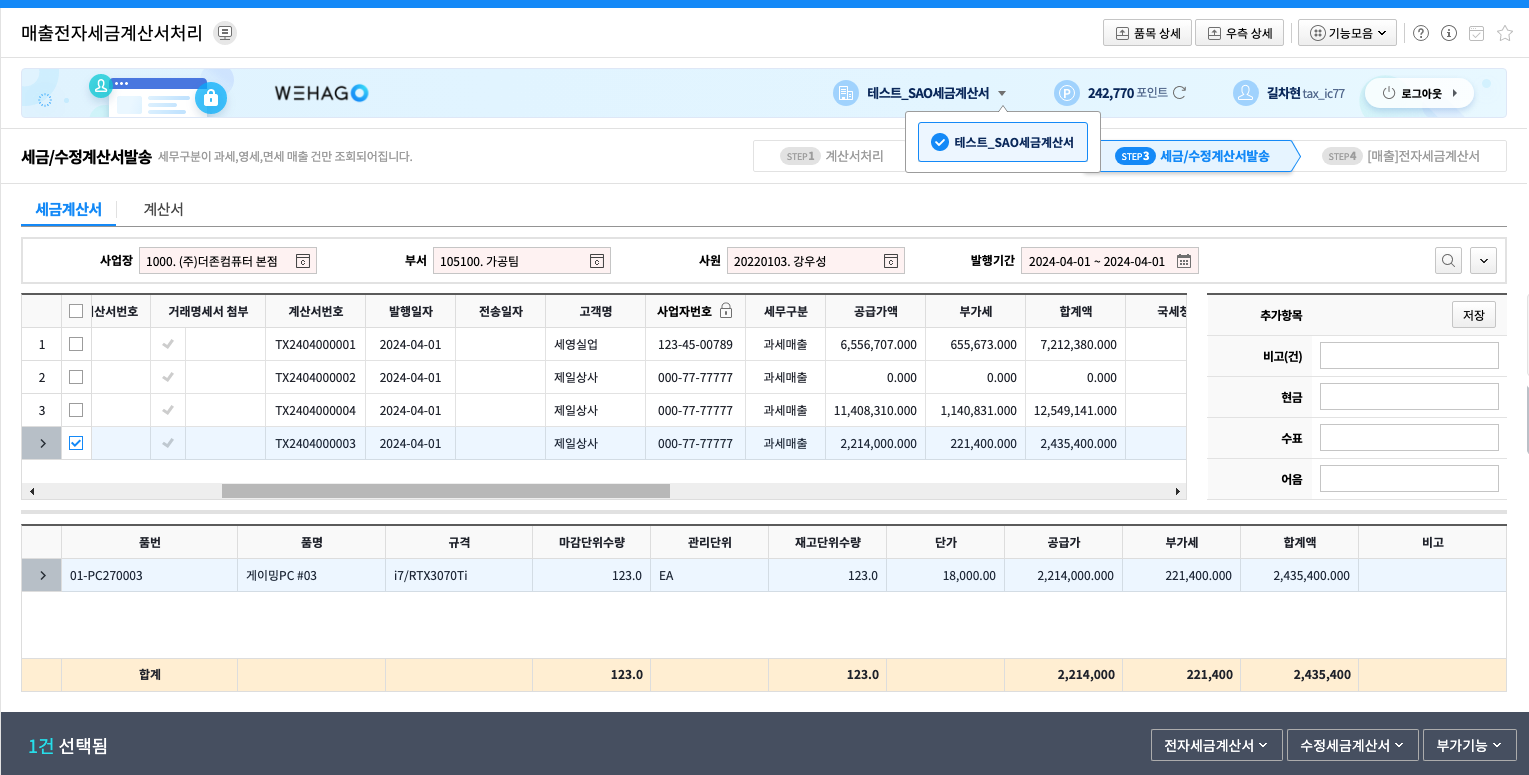 매출전자세금계산서처리
품목 상세 우측 상세 기능모음
WEHAGO 테스트_SAO세금계산서 P 242,770 포인트 길차현 tax_ic77 로그아웃
테스트_SAO세금계산서
세금/수정계산서발송 세무구분이 과세,영세,면세 매출 건만 조회되어집니다.
STEP1 계산서처리 STEP3 세금/수정계산서발송 STEP4 [매출]전자세금계산서
세금계산서 계산서
사업장 1000. (주)더존컴퓨터 본점 부서 105100. 가공팀 사원 20220103. 강우성 발행기간 2024-04-01 ~ 2024-04-01
산서번호 거래명세서 첨부 계산서번호 발행일자 전송일자 고객명 사업자번호 세무구분 공급가액 부가세 합계액 국세청
1 TX2404000001 2024-04-01 세영실업 123-45-00789 과세매출 6,556,707.000 655,673.000 7,212,380.000
2 TX2404000002 2024-04-01 제일상사 000-77-77777 과세매출 0.000 0.000 0.000
3 TX2404000004 2024-04-01 제일상사 000-77-77777 과세매출 11,408,310.000 1,140,831.000 12,549,141.000
TX2404000003 2024-04-01 제일상사 000-77-77777 과세매출 2,214,000.000 221,400.000 2,435,400.000
추가항목 저장
비고(건)
현금
수표
어음
품번 품명 규격 마감단위수량 관리단위 재고단위수량 단가 공급가 부가세 합계액 비고
01-PC270003 게이밍PC #03 i7/RTX3070Ti 123.0 EA 123.0 18,000.00 2,214,000.000 221,400.000 2,435,400.000
합계 123.0 123.0 2,214,000 221,400 2,435,400
1건 선택됨 전자세금계산서 수정세금계산서 부가기능